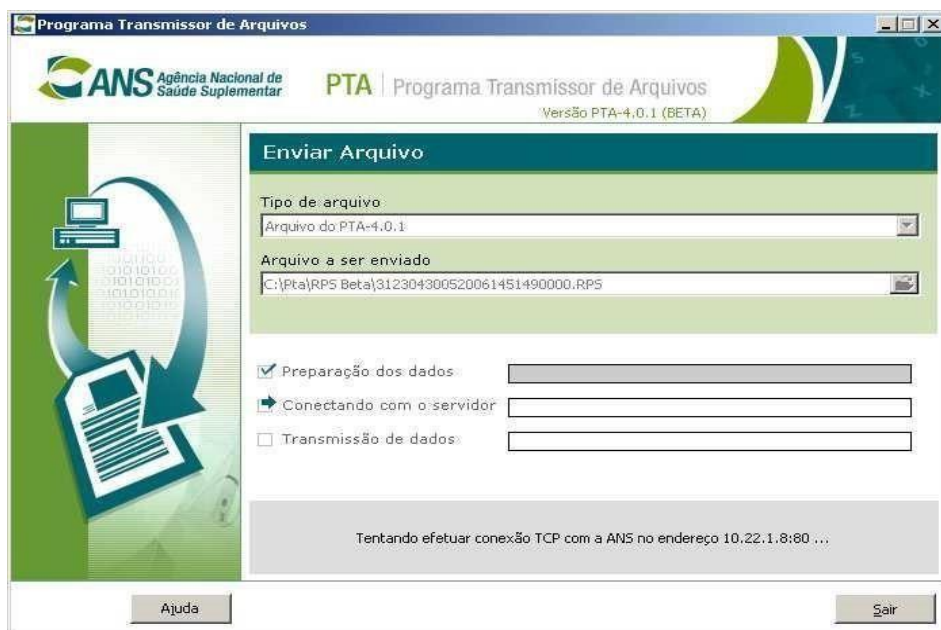 Programa Transmissor de Arquivos
ANS Agência Nacional de
Saúde Suplementar
PTA | Programa Transmissor de Arquivos
Versão PTA-4.0.1 (BETA)
Enviar Arquivo
Tipo de arquivo
Arquivo do PTA-4.0.1
Arquivo a ser enviado
C:\Pta\RPS Beta\312304300520061451490000.RPS
Preparação dos dados
Conectando com o servidor
Transmissão de dados
Tentando efetuar conexão TCP com a ANS no endereço 10.22.1.8:80 ...
Ajuda
Sair